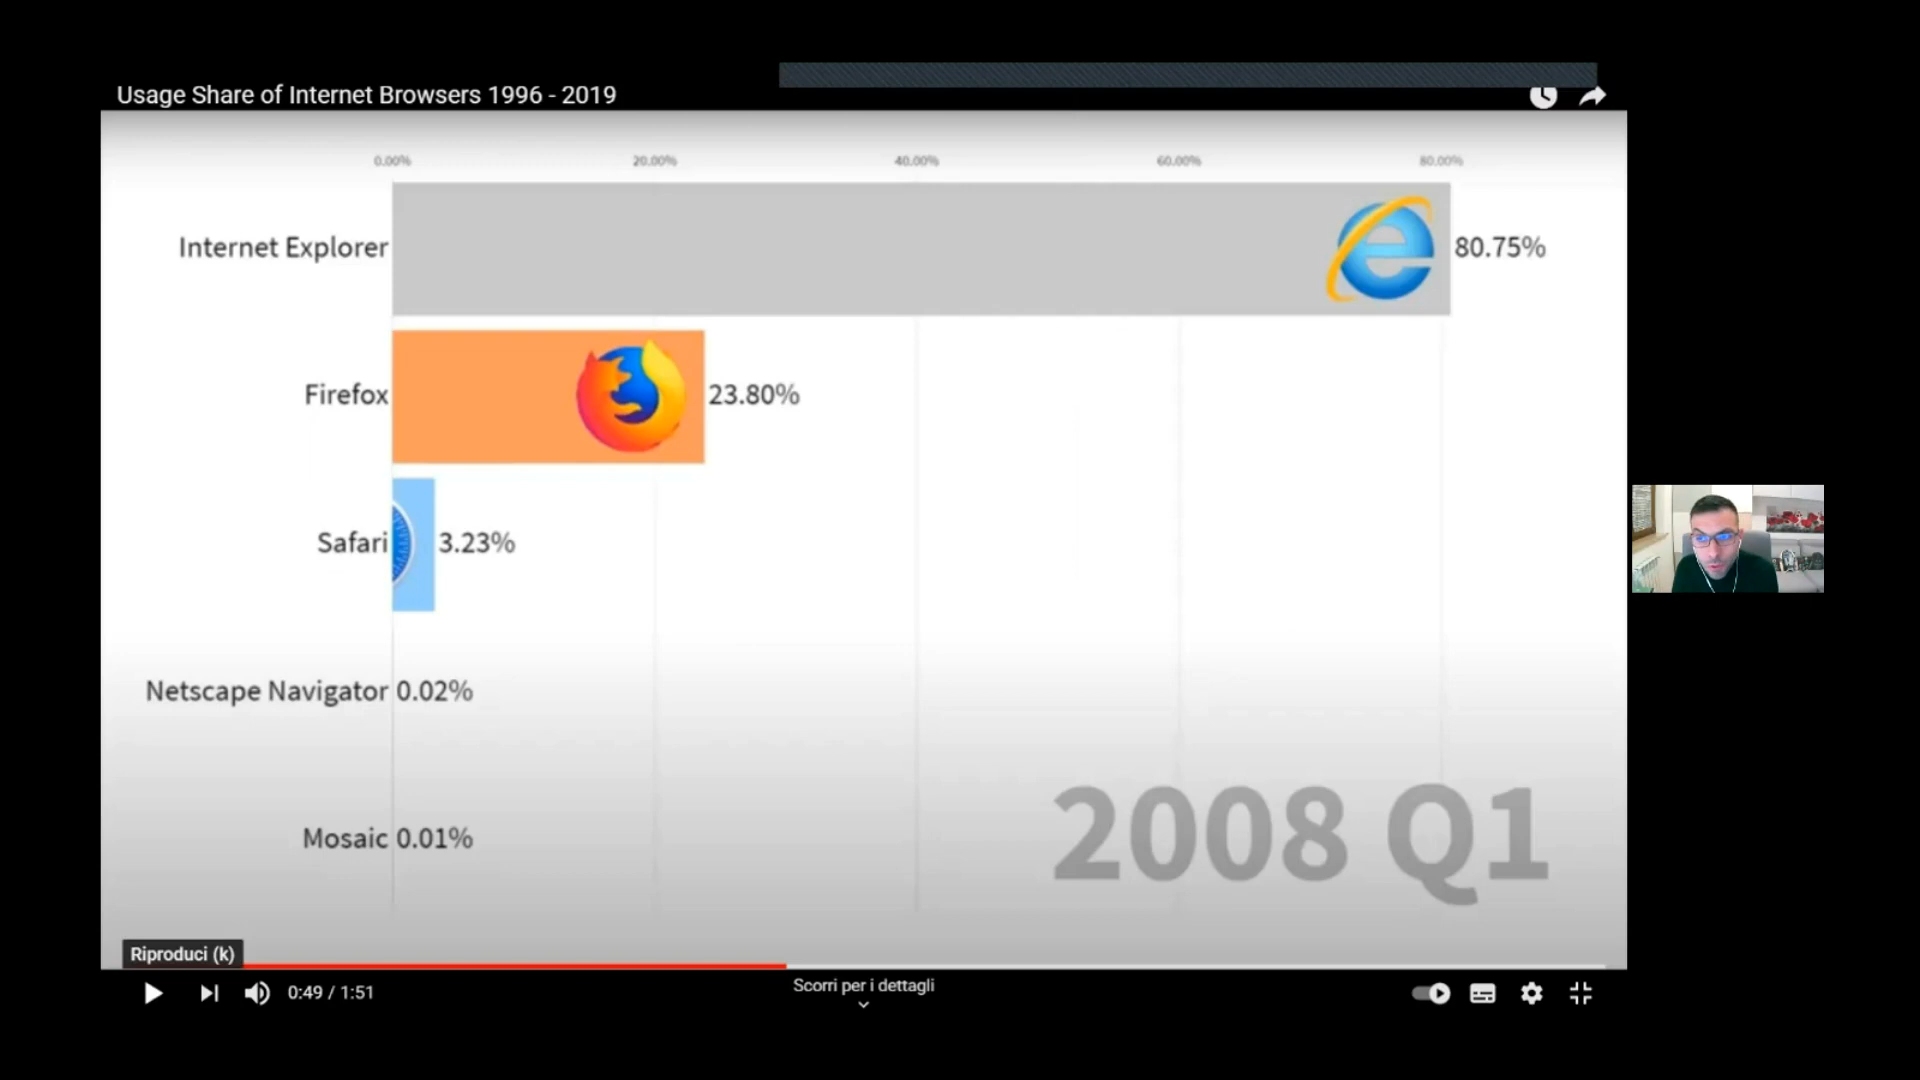 Usage Share of Internet Browsers 1996 - 2019
0.00% 20.00% 40.00% 60.00% 80.00%
Internet Explorer 80.75%
Firefox 23.80%
Safari 3.23%
Netscape Navigator 0.02%
Mosaic 0.01%
2008 Q1
Riproduci (k)
0:49 / 1:51
Scorri per i dettagli